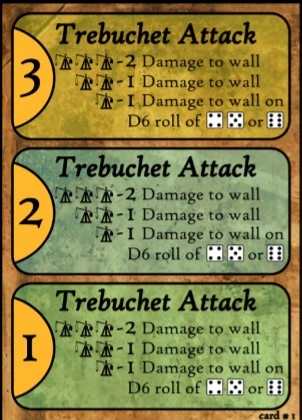 Trebuchet Attack
3
-2 Damage to wall
-1 Damage to wall
-1 Damage to wall on
D6 roll of or
Trebuchet Attack
2
-2 Damage to wall
-1 Damage to wall
-1 Damage to wall on
D6 roll of or
Trebuchet Attack
1
-2 Damage to wall
-1 Damage to wall
-1 Damage to wall on
D6 roll of or
card # 1